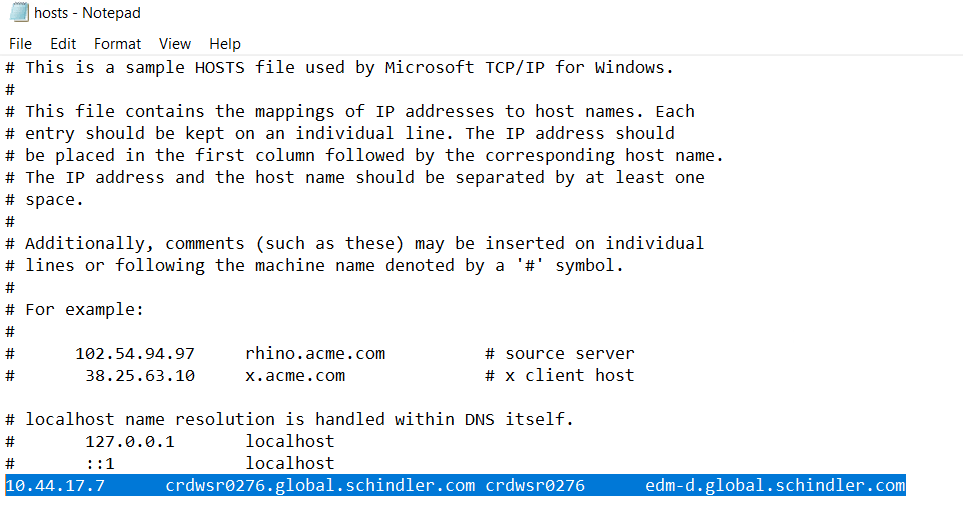 hosts - Notepad
File Edit Format View Help
# This is a sample HOSTS file used by Microsoft TCP/IP for Windows.
#
# This file contains the mappings of IP addresses to host names. Each
# entry should be kept on an individual line. The IP address should
# be placed in the first column followed by the corresponding host name.
# The IP address and the host name should be separated by at least one
# space.
#
# Additionally, comments (such as these) may be inserted on individual
# lines or following the machine name denoted by a '#' symbol.
#
# For example:
#
#      102.54.94.97     rhino.acme.com          # source server
#       38.25.63.10     x.acme.com              # x client host

# localhost name resolution is handled within DNS itself.
#       127.0.0.1       localhost
#       ::1             localhost
10.44.17.7      crdwsr0276.global.schindler.com crdwsr0276      edm-d.global.schindler.com